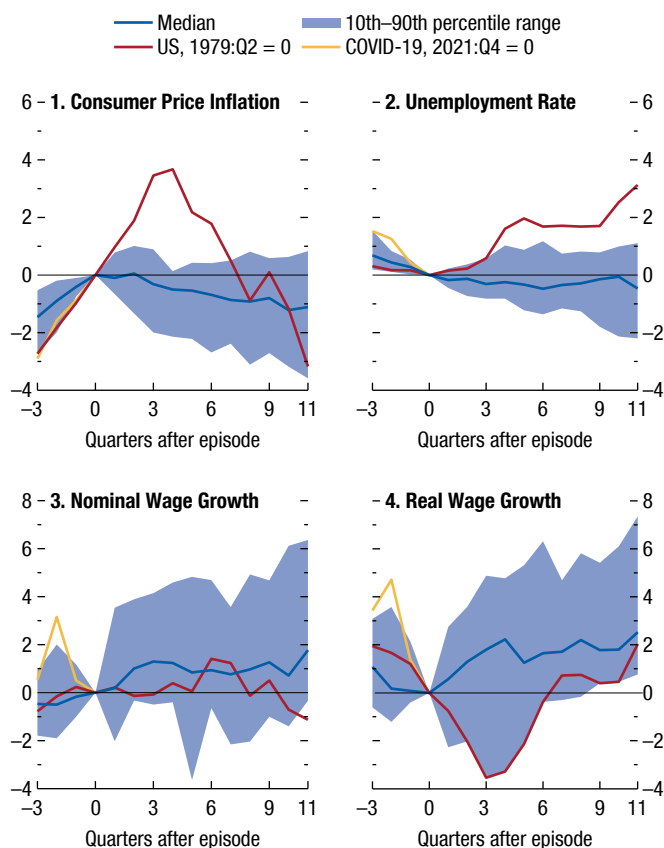 Median
10th–90th percentile range
US, 1979:Q2 = 0
COVID-19, 2021:Q4 = 0
1. Consumer Price Inflation
6
4
2
0
–2
–4
–3 0 3 6 9 11
Quarters after episode
2. Unemployment Rate
6
4
2
0
–2
–4
–3 0 3 6 9 11
Quarters after episode
3. Nominal Wage Growth
8
6
4
2
0
–2
–4
–3 0 3 6 9 11
Quarters after episode
4. Real Wage Growth
8
6
4
2
0
–2
–4
–3 0 3 6 9 11
Quarters after episode